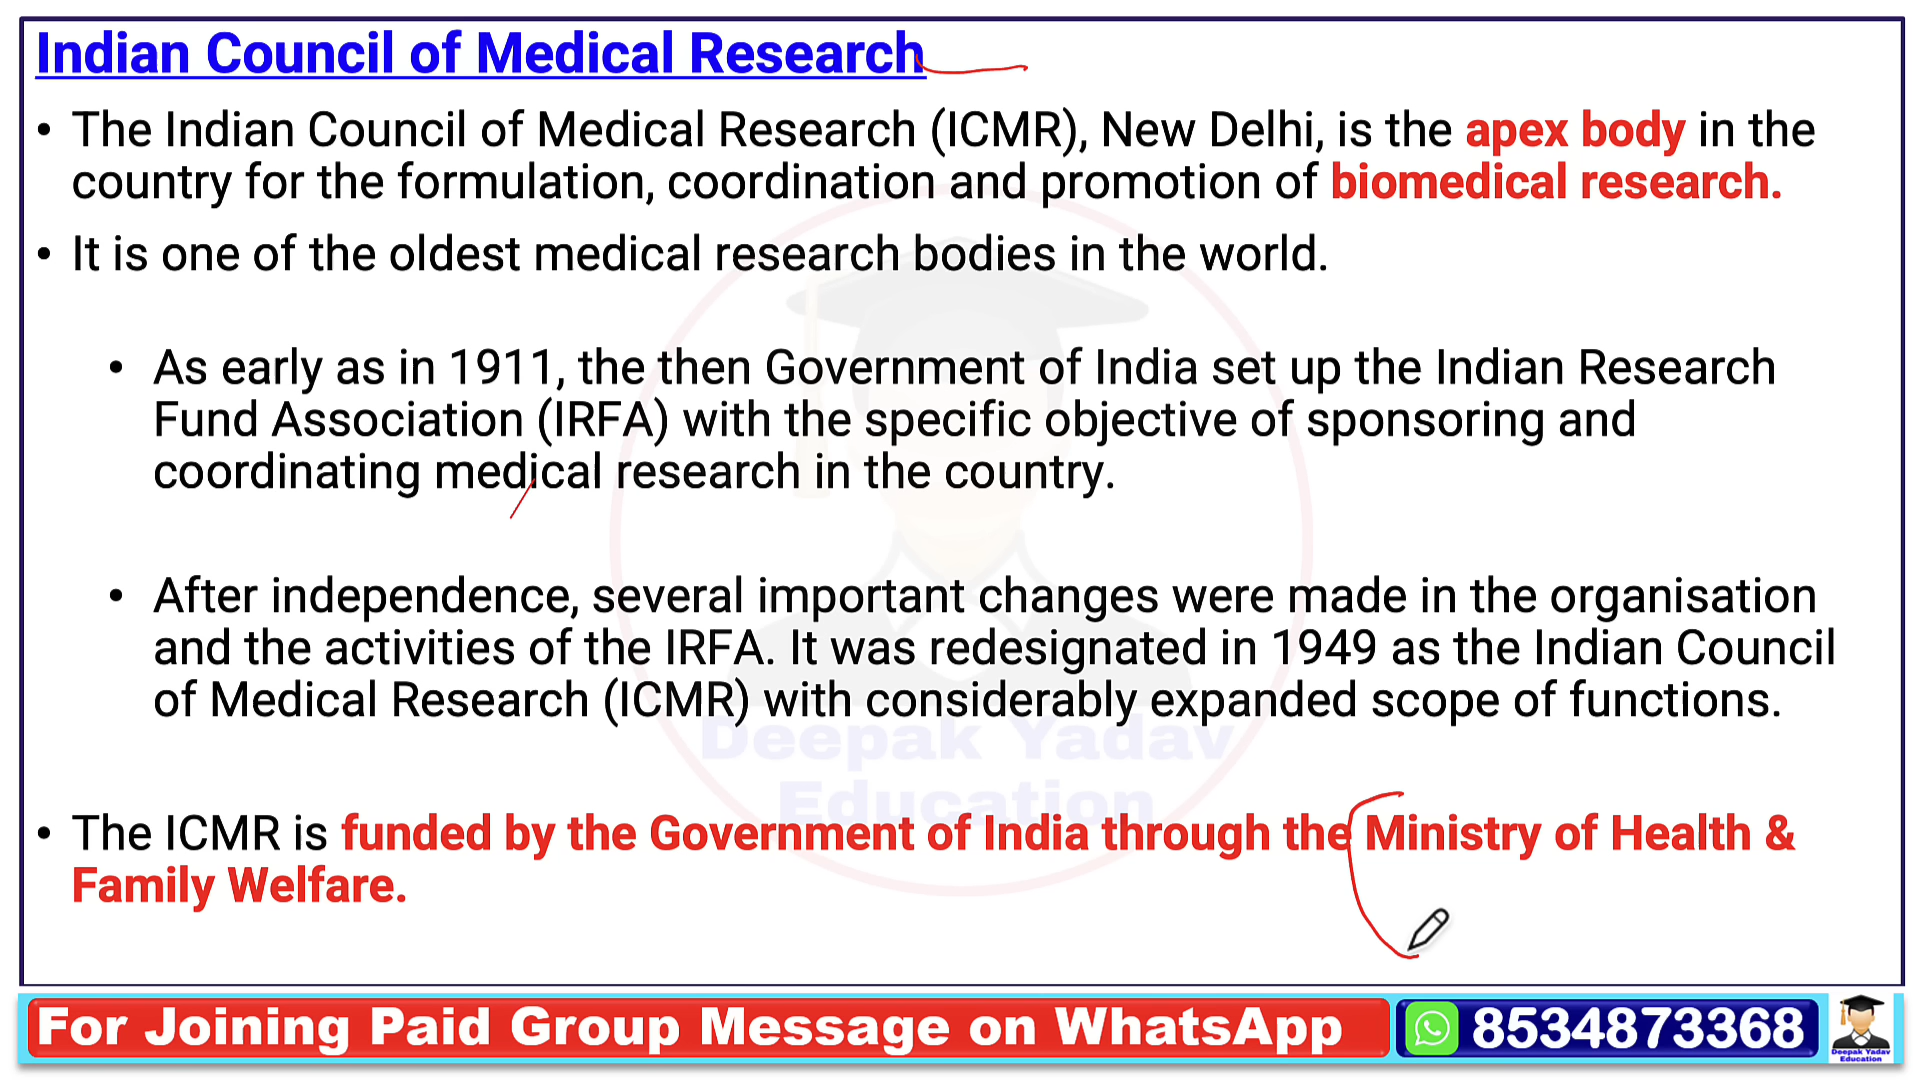 Indian Council of Medical Research
• The Indian Council of Medical Research (ICMR), New Delhi, is the apex body in the
country for the formulation, coordination and promotion of biomedical research.
• It is one of the oldest medical research bodies in the world.
• As early as in 1911, the then Government of India set up the Indian Research
Fund Association (IRFA) with the specific objective of sponsoring and
coordinating medical research in the country.
• After independence, several important changes were made in the organisation
and the activities of the IRFA. It was redesignated in 1949 as the Indian Council
of Medical Research (ICMR) with considerably expanded scope of functions.
Deepak Yadav
Education
• The ICMR is funded by the Government of India through the Ministry of Health &
Family Welfare.
For Joining Paid Group Message on WhatsApp
8534873368
Deepak Yadav
Education